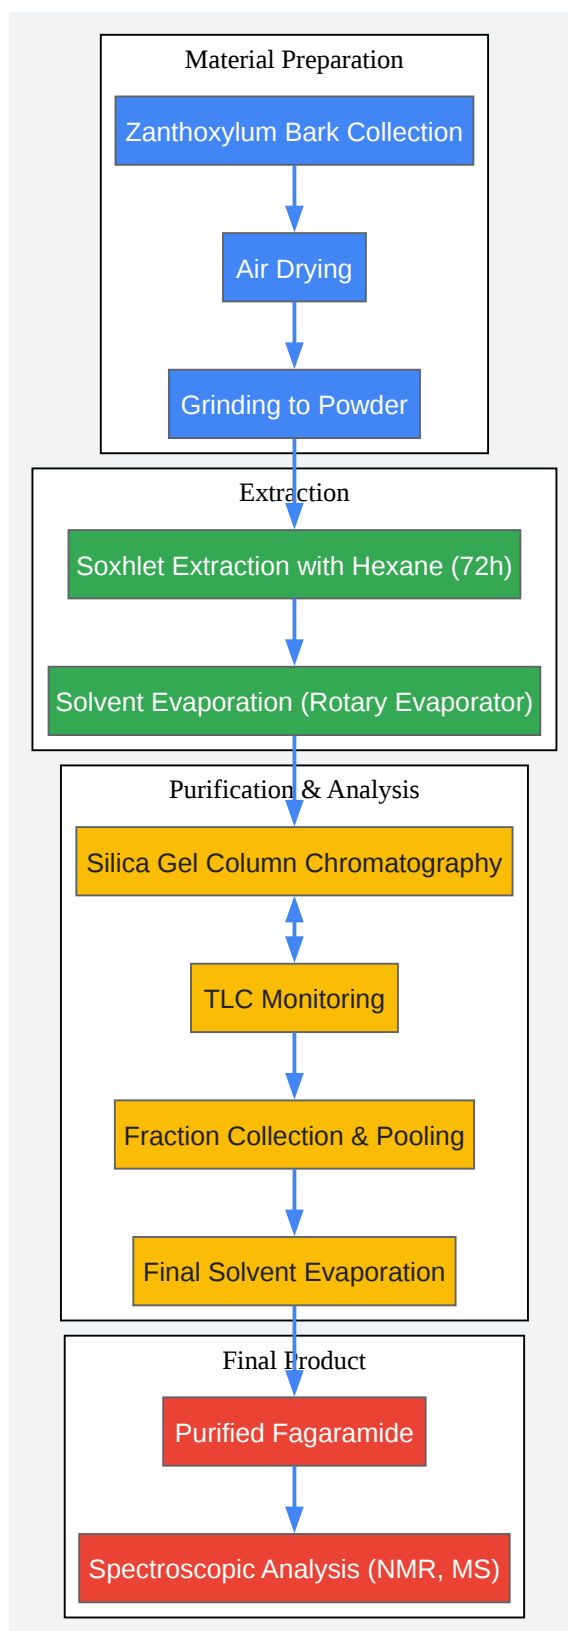 Material Preparation
Zanthoxylum Bark Collection
Air Drying
Grinding to Powder
Extraction
Soxhlet Extraction with Hexane (72h)
Solvent Evaporation (Rotary Evaporator)
Purification & Analysis
Silica Gel Column Chromatography
TLC Monitoring
Fraction Collection & Pooling
Final Solvent Evaporation
Final Product
Purified Fagaramide
Spectroscopic Analysis (NMR, MS)